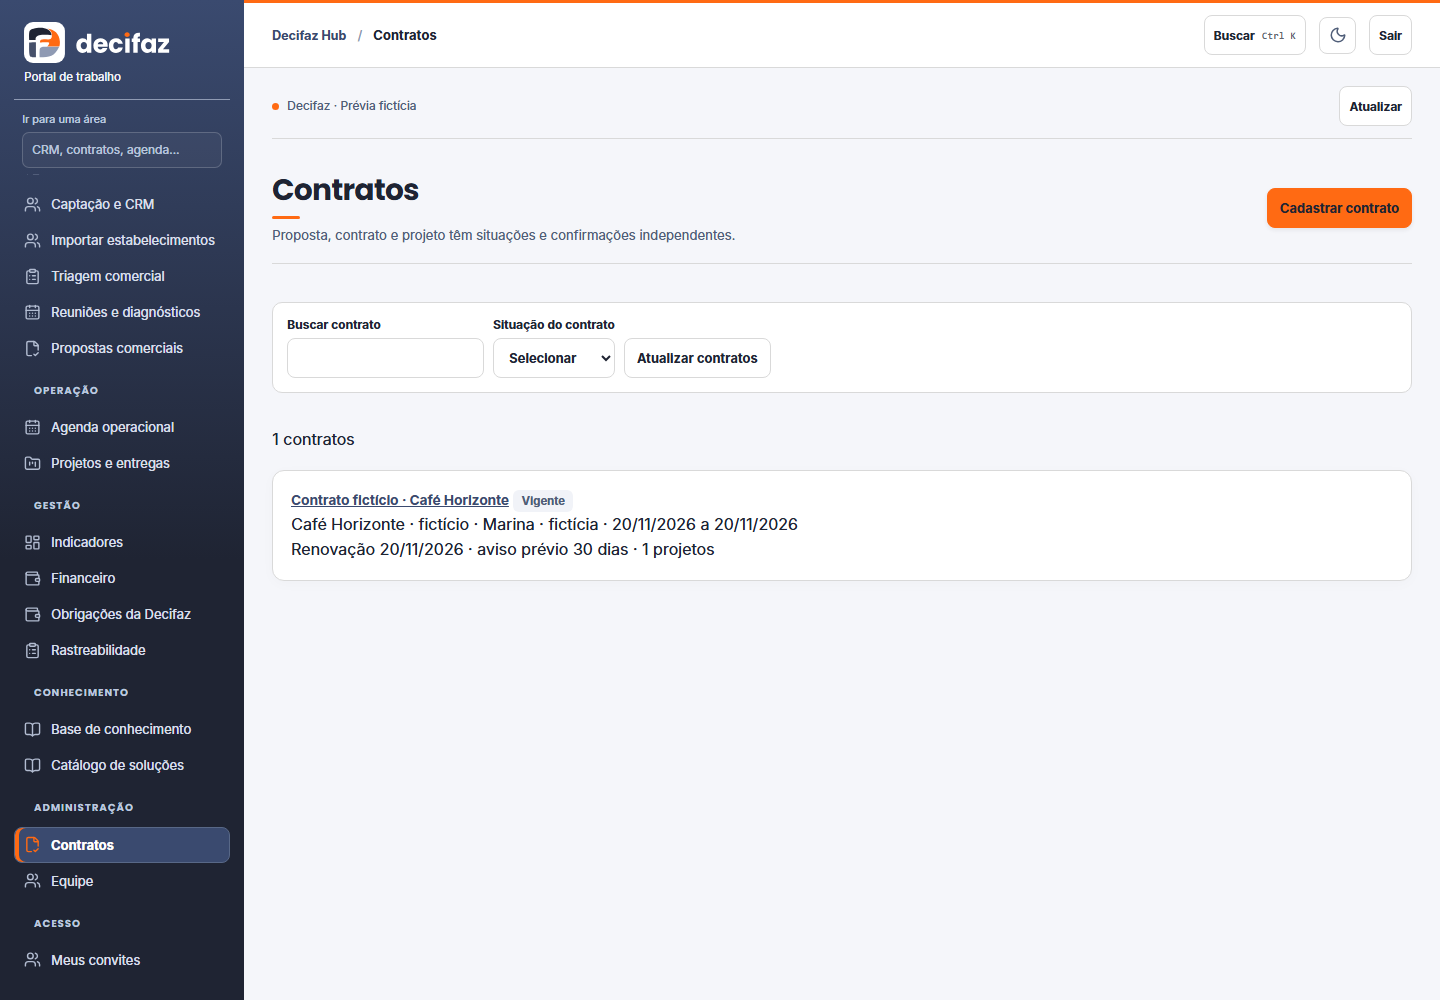 decifaz
Portal de trabalho
Ir para uma área
CRM, contratos, agenda...
Captação e CRM
Importar estabelecimentos
Triagem comercial
Reuniões e diagnósticos
Propostas comerciais
OPERAÇÃO
Agenda operacional
Projetos e entregas
GESTÃO
Indicadores
Financeiro
Obrigações da Decifaz
Rastreabilidade
CONHECIMENTO
Base de conhecimento
Catálogo de soluções
ADMINISTRAÇÃO
Contratos
Equipe
ACESSO
Meus convites
Decifaz Hub / Contratos
Buscar Ctrl K
Sair
Decifaz · Prévia fictícia
Atualizar
Contratos
Proposta, contrato e projeto têm situações e confirmações independentes.
Cadastrar contrato
Buscar contrato
Situação do contrato
Selecionar
Atualizar contratos
1 contratos
Contrato fictício · Café Horizonte Vigente
Café Horizonte · fictício · Marina · fictícia · 20/11/2026 a 20/11/2026
Renovação 20/11/2026 · aviso prévio 30 dias · 1 projetos